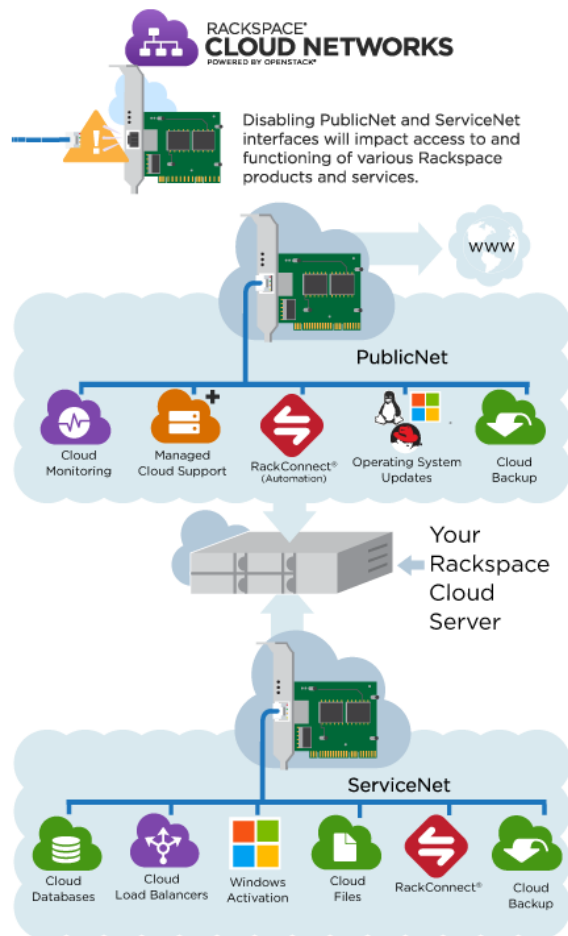 RACKSPACE®
CLOUD NETWORKS
POWERED BY OPENSTACK®
Disabling PublicNet and ServiceNet
interfaces will impact access to and
functioning of various Rackspace
products and services.
www
PublicNet
Cloud
Monitoring
Managed
Cloud Support
RackConnect®
(Automation)
Operating System
Updates
Cloud
Backup
Your
Rackspace
Cloud
Server
ServiceNet
Cloud
Databases
Cloud
Load Balancers
Windows
Activation
Cloud
Files
RackConnect®
Cloud
Backup